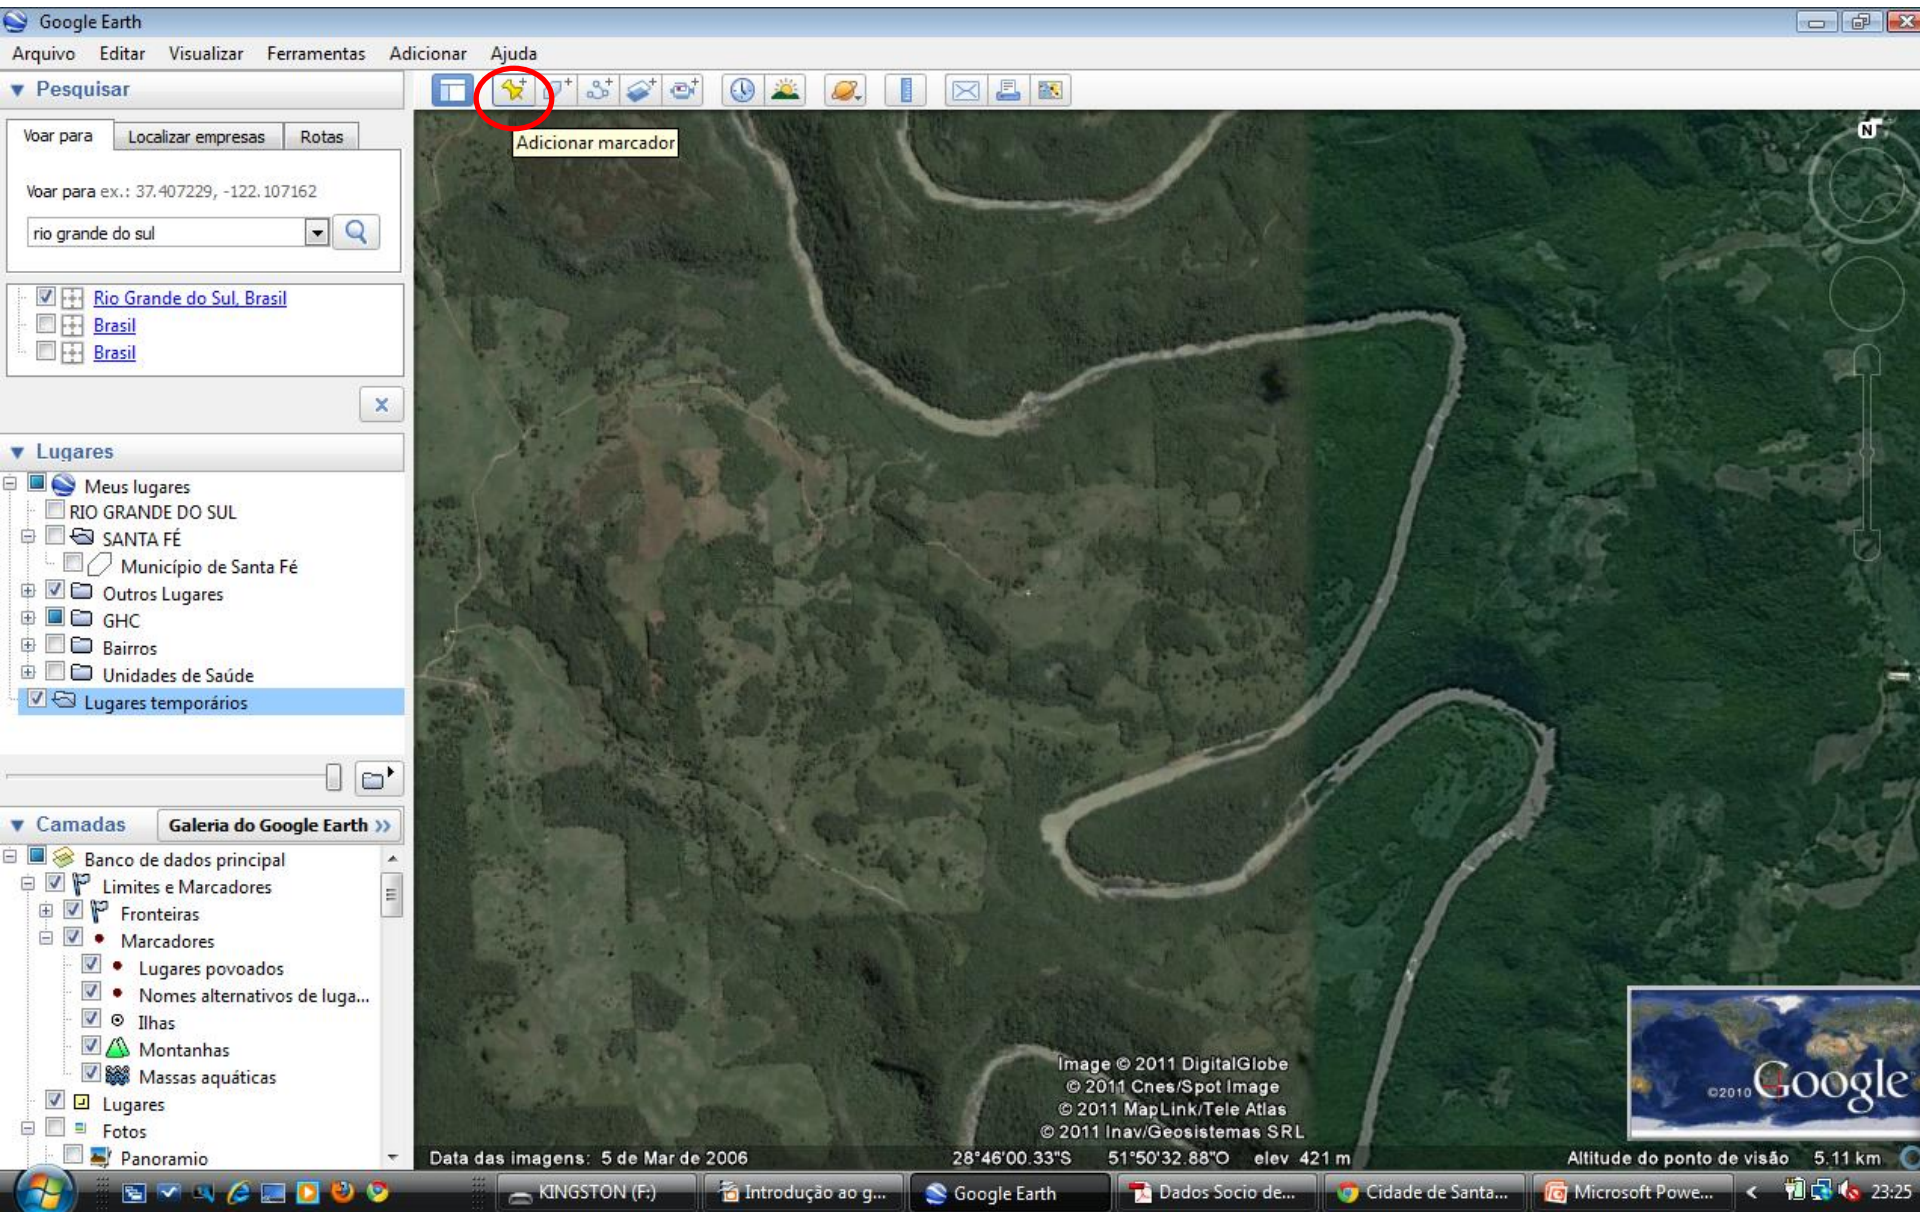 Google Earth
Arquivo Editar Visualizar Ferramentas Adicionar Ajuda
Pesquisar
Adicionar marcador
Voar para Localizar empresas Rotas
Voar para ex.: 37.407229, -122.107162
rio grande do sul
Rio Grande do Sul, Brasil
Brasil
Brasil
Lugares
Meus lugares
RIO GRANDE DO SUL
SANTA FÉ
Município de Santa Fé
Outros Lugares
GHC
Bairros
Unidades de Saúde
Lugares temporários
Camadas Galeria do Google Earth >>
Banco de dados principal
Limites e Marcadores
Fronteiras
Marcadores
Lugares povoados
Nomes alternativos de luga...
Ilhas
Montanhas
Massas aquáticas
Lugares
Fotos
Panoramio
N
Image © 2011 DigitalGlobe
© 2011 Cnes/Spot Image
© 2011 MapLink/Tele Atlas
© 2011 Inav/Geosistemas SRL
©2010 Google
Data das imagens: 5 de Mar de 2006 28°46'00.33"S 51°50'32.88"O elev 421 m Altitude do ponto de visão 5.11 km
KINGSTON (F:) Introdução ao g... Google Earth Dados Socio de... Cidade de Santa... Microsoft Powe... < 23:25